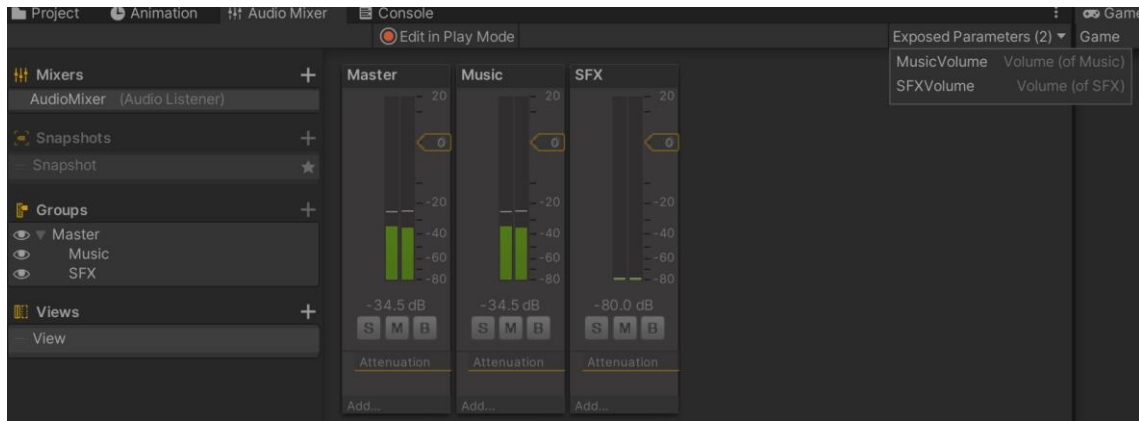 Project Animation Audio Mixer Console Game
Edit in Play Mode Exposed Parameters (2) Game
MusicVolume Volume (of Music)
SFXVolume Volume (of SFX)
Mixers
AudioMixer (Audio Listener)
Snapshots
Snapshot
Groups
Master
Music
SFX
Views
View
Master Music SFX
20 20 20
0 0 0
-20 -20 -20
-40 -40 -40
-60 -60 -60
-80 -80 -80
-34.5 dB -34.5 dB -80.0 dB
S M B S M B S M B
Attenuation Attenuation Attenuation
Add... Add... Add...